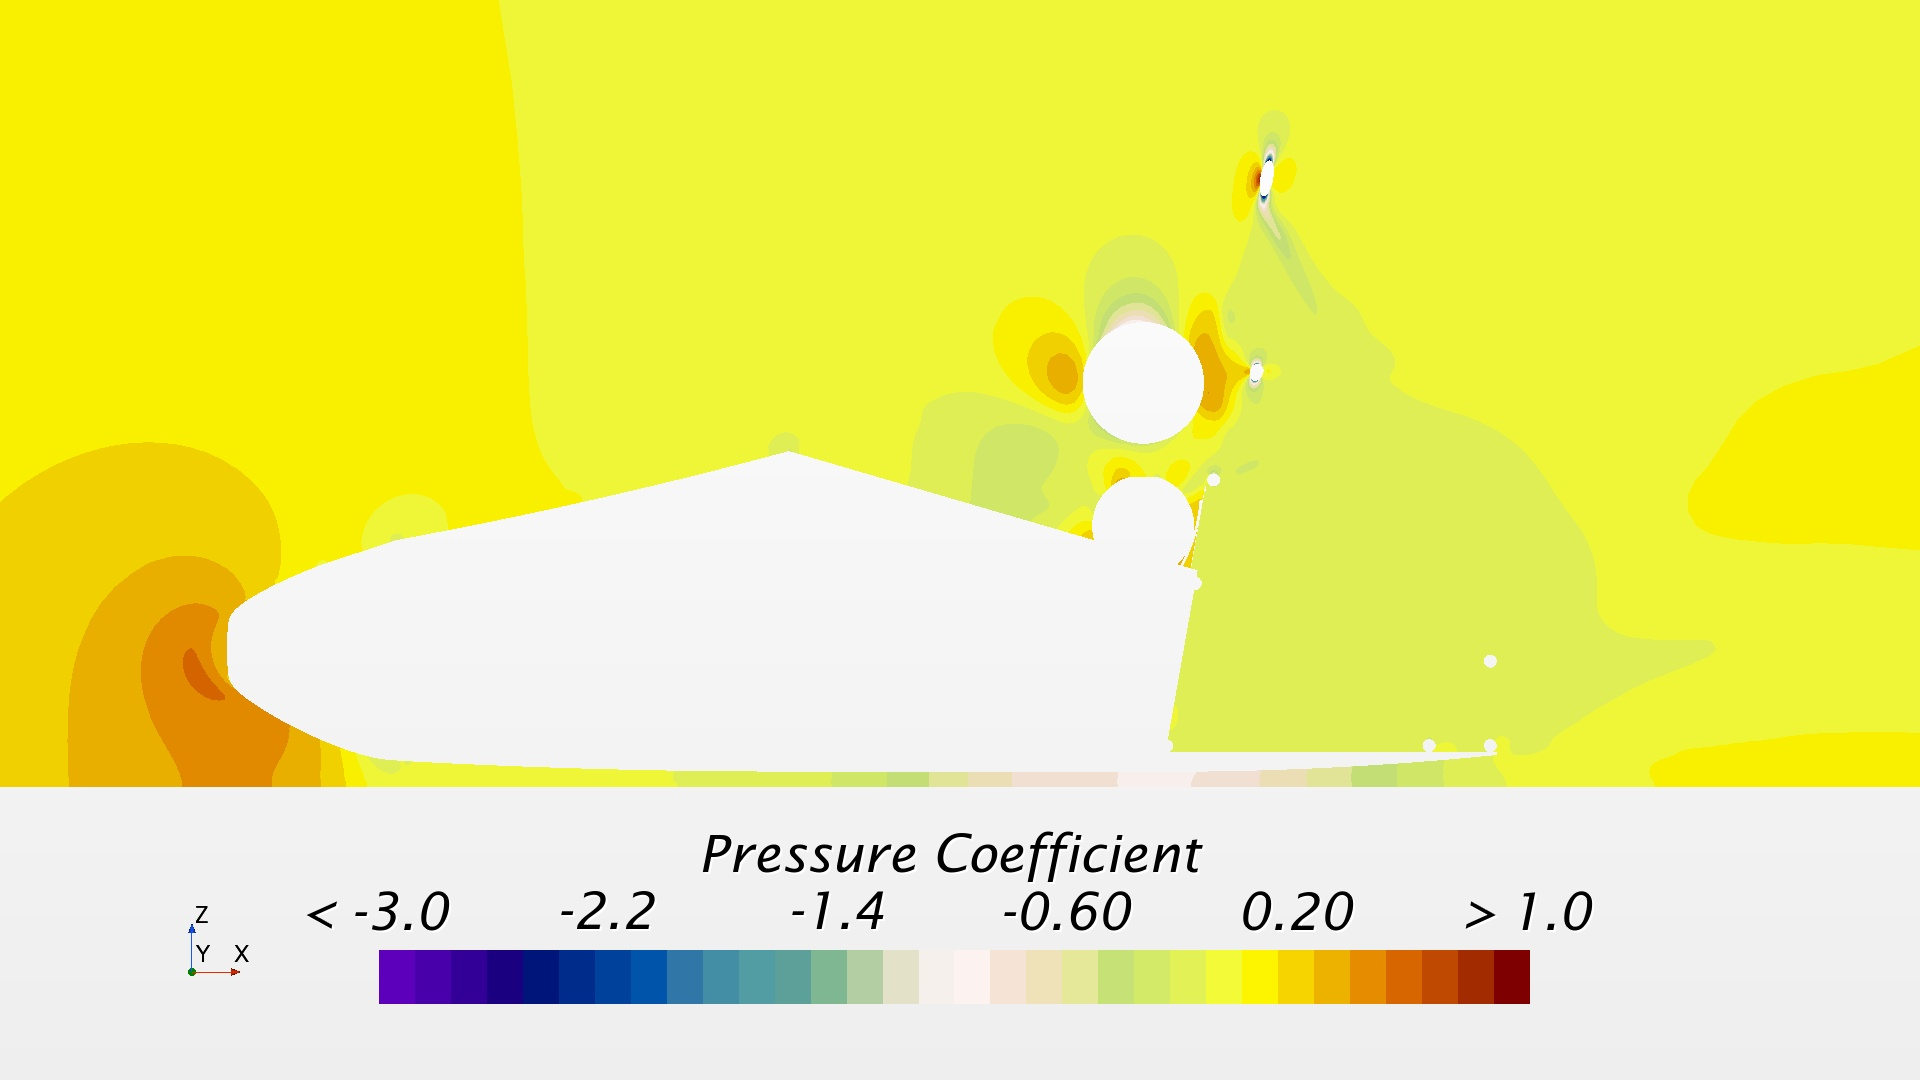 Pressure Coefficient
< -3.0 -2.2 -1.4 -0.60 0.20 > 1.0
Z
Y X